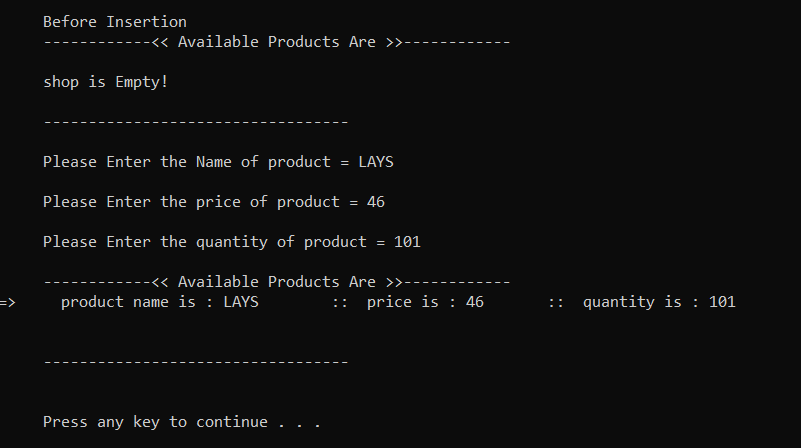 Before Insertion
------------<< Available Products Are >>------------
shop is Empty!
----------------------------------
Please Enter the Name of product = LAYS
Please Enter the price of product = 46
Please Enter the quantity of product = 101
------------<< Available Products Are >>------------
=>     product name is : LAYS        ::  price is : 46       ::  quantity is : 101
----------------------------------
Press any key to continue . . .